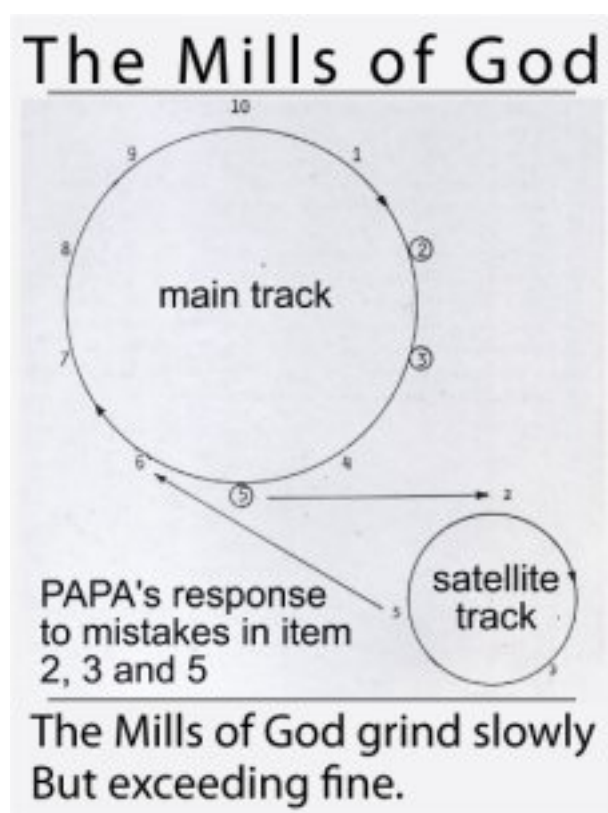 The Mills of God
10
9
1
8
2
main track
3
7
6
4
5
2
satellite
track
5
3
PAPA's response
to mistakes in item
2, 3 and 5
The Mills of God grind slowly
But exceeding fine.